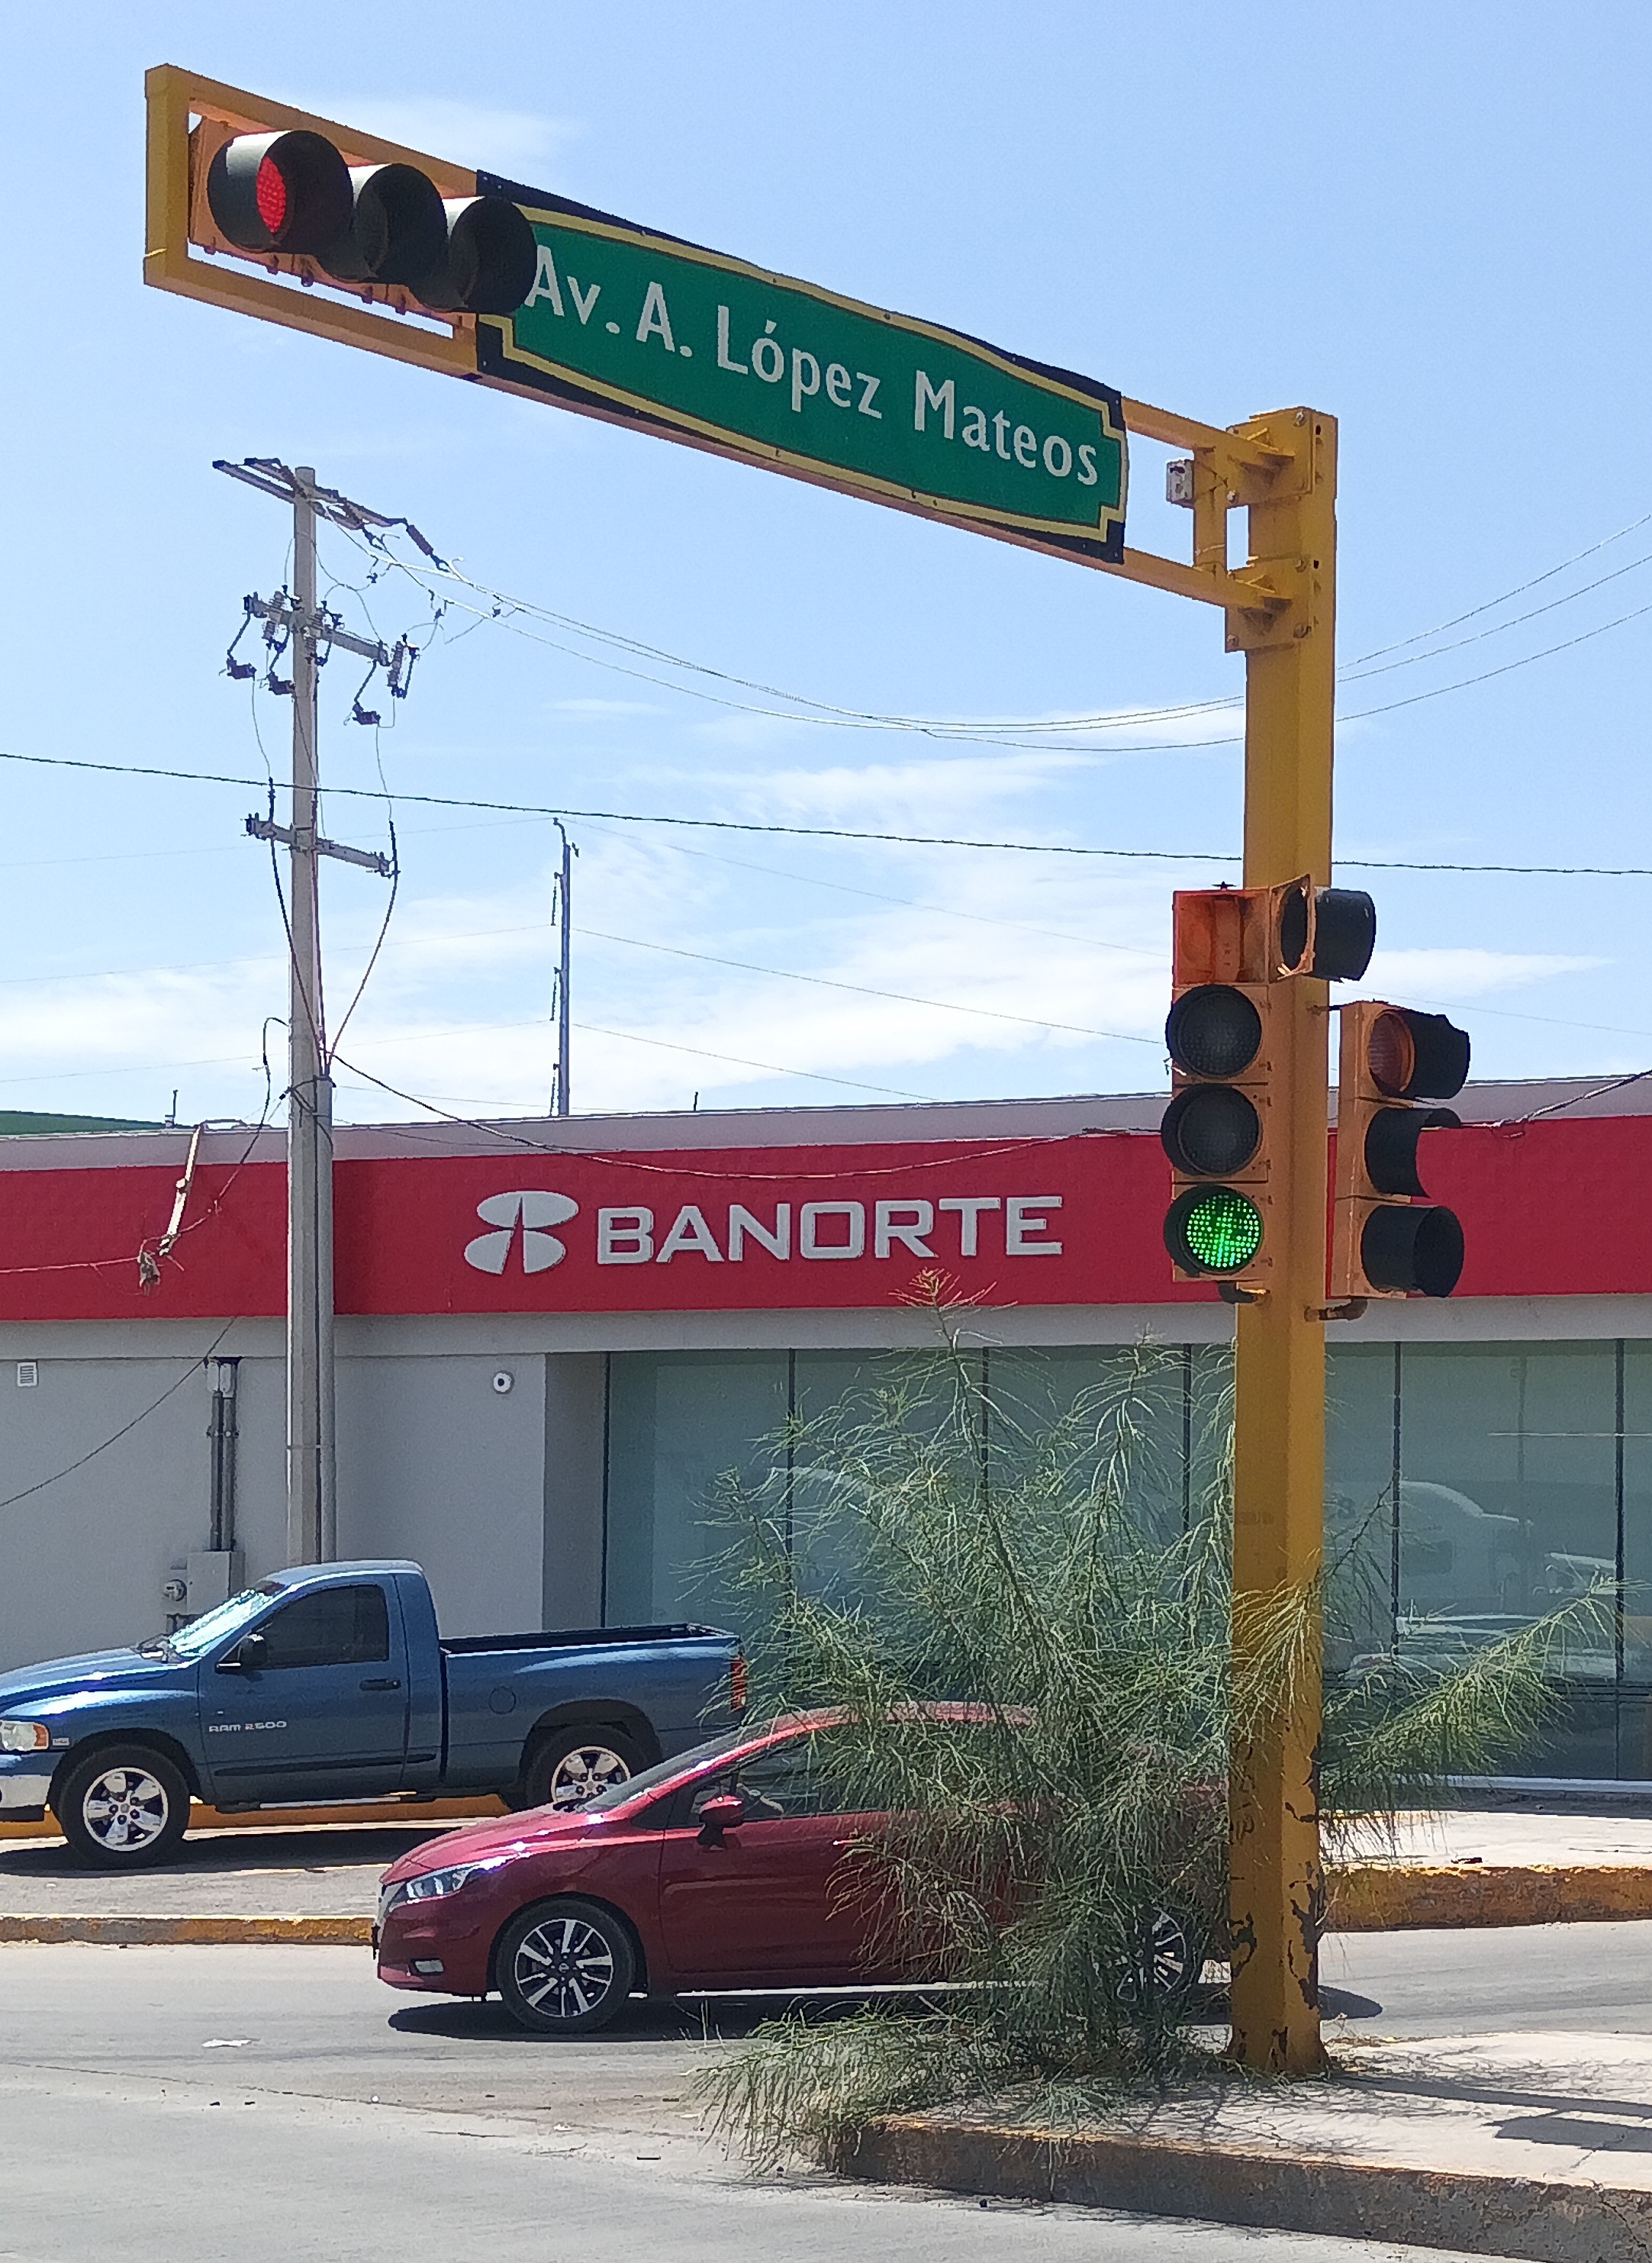 Av. A. López Mateos
BANORTE
RAM 2500